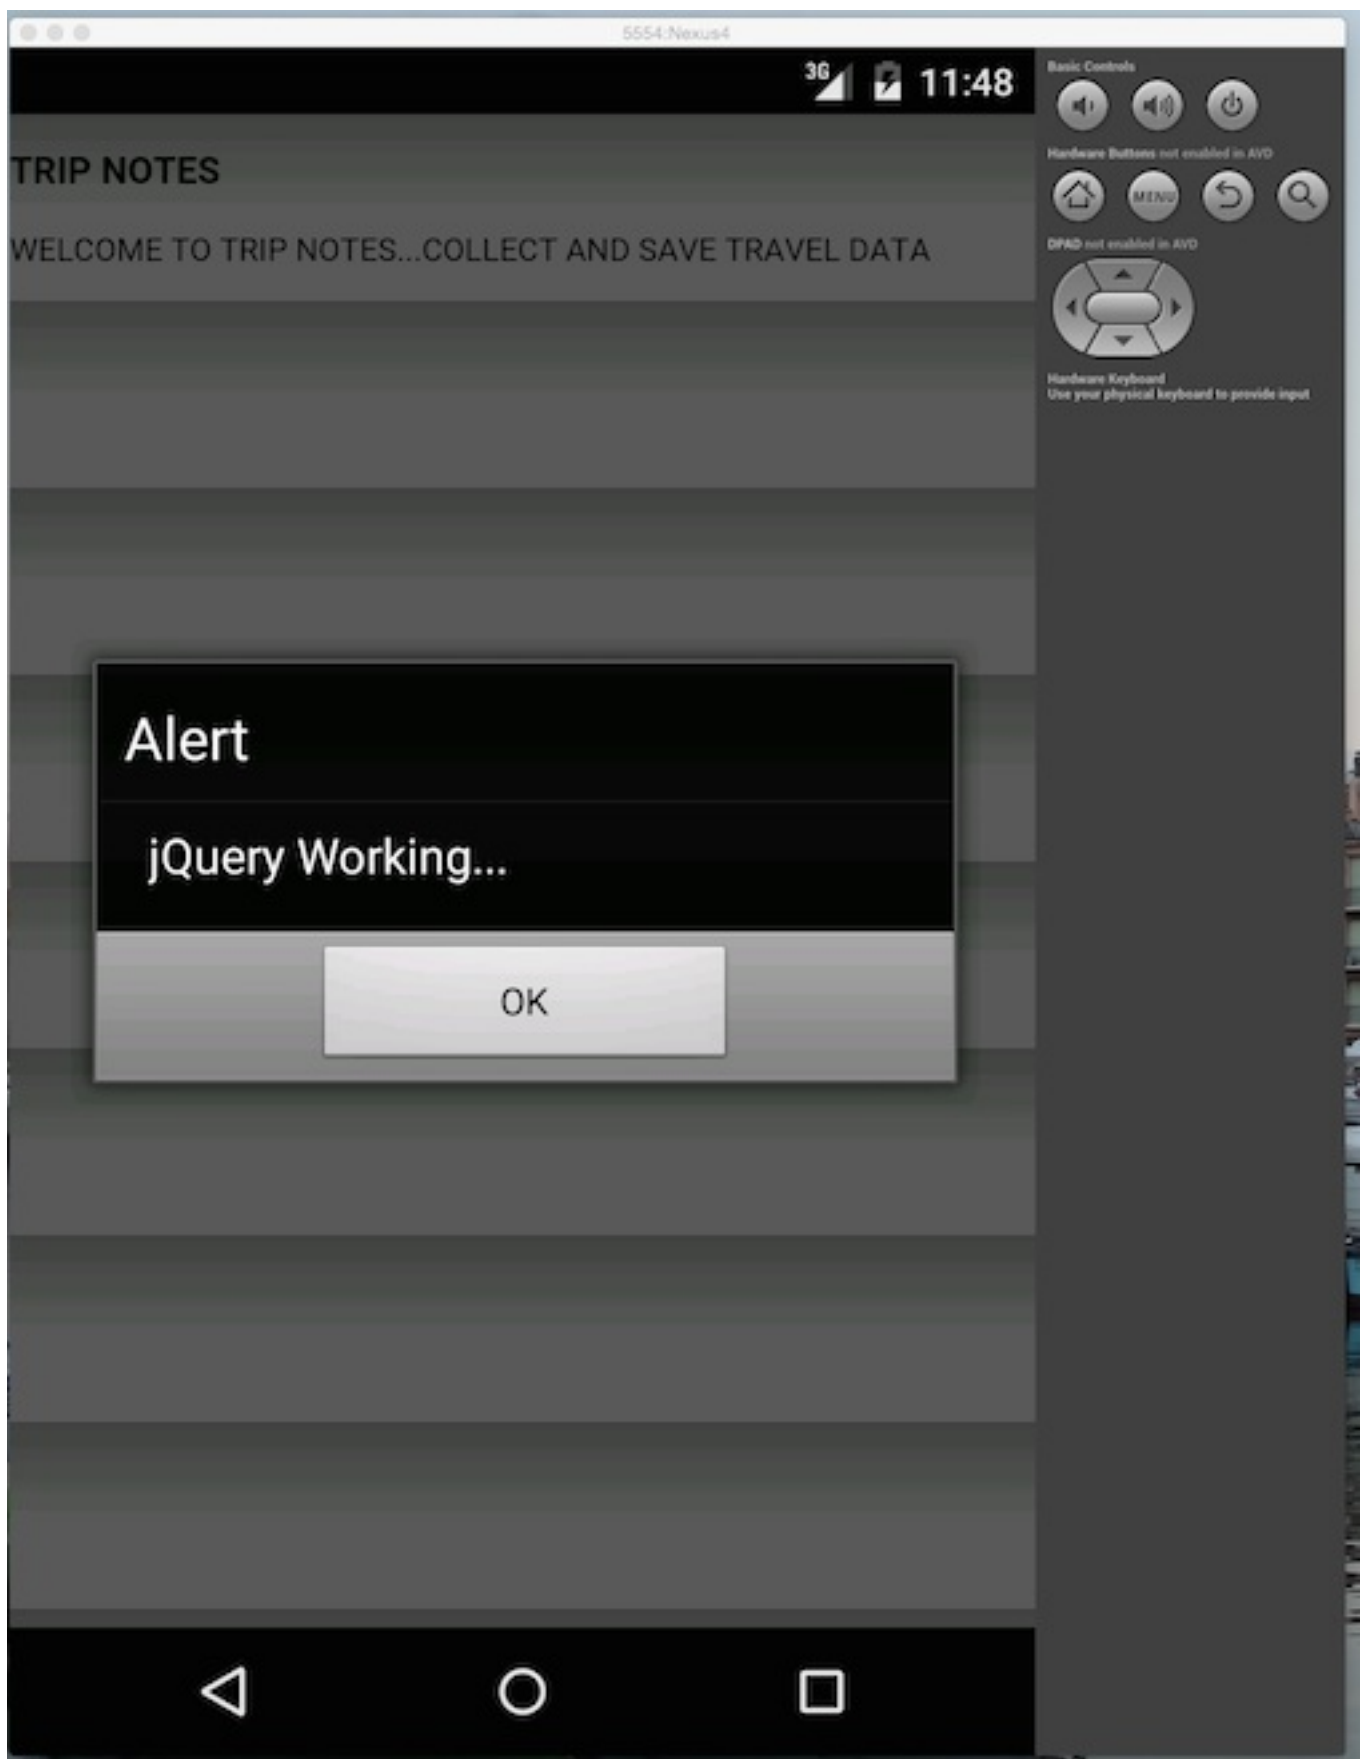 5554:Nexus4
3G 11:48
Basic Controls
Hardware Buttons not enabled in AVD
MENU
DPAD not enabled in AVD
Hardware Keyboard
Use your physical keyboard to provide input
TRIP NOTES
WELCOME TO TRIP NOTES...COLLECT AND SAVE TRAVEL DATA
Alert
jQuery Working...
OK